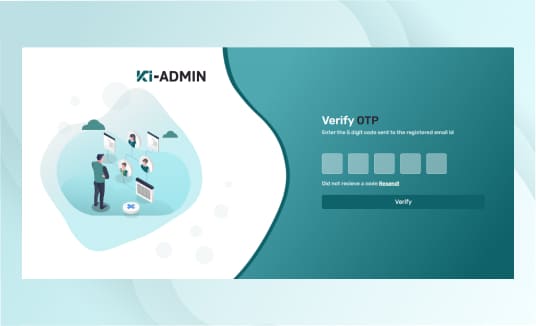 Ki-ADMIN
Verify OTP
Enter the 5 digit code sent to the registered email id
Did not recieve a code Resend!
Verify